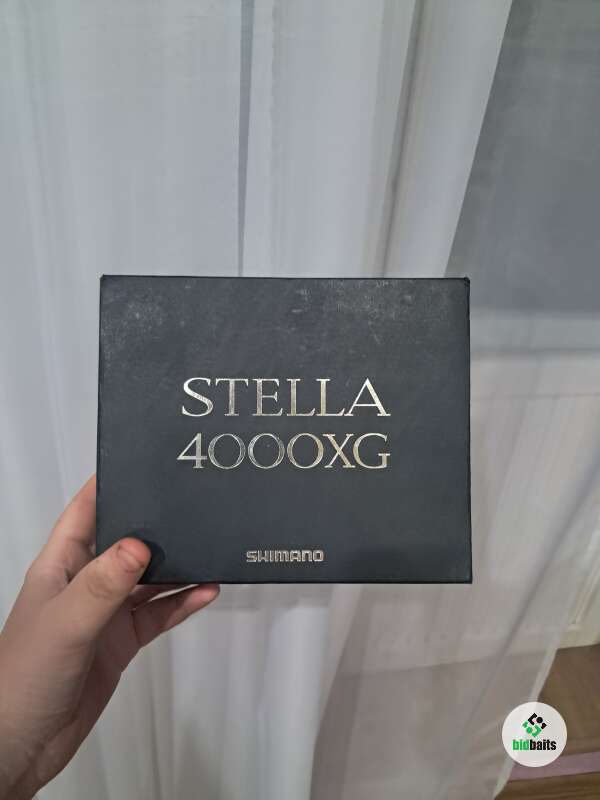 STELLA
4000XG
SHIMANO
bidbaits